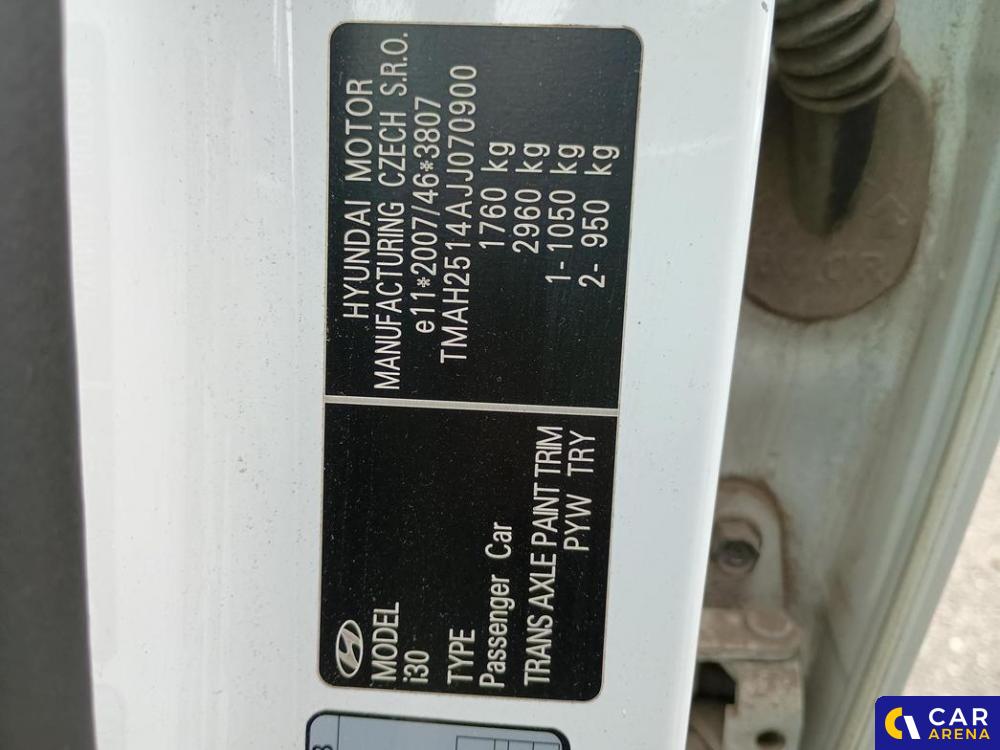 MODEL
i30
TYPE
Passenger Car
TRANS AXLE PAINT TRIM
PYW TRY
HYUNDAI MOTOR
MANUFACTURING CZECH S.R.O.
e11*2007/46*3807
TMAH2514AJJ070900
1760 kg
2960 kg
1- 1050 kg
2- 950 kg
CAR
ARENA